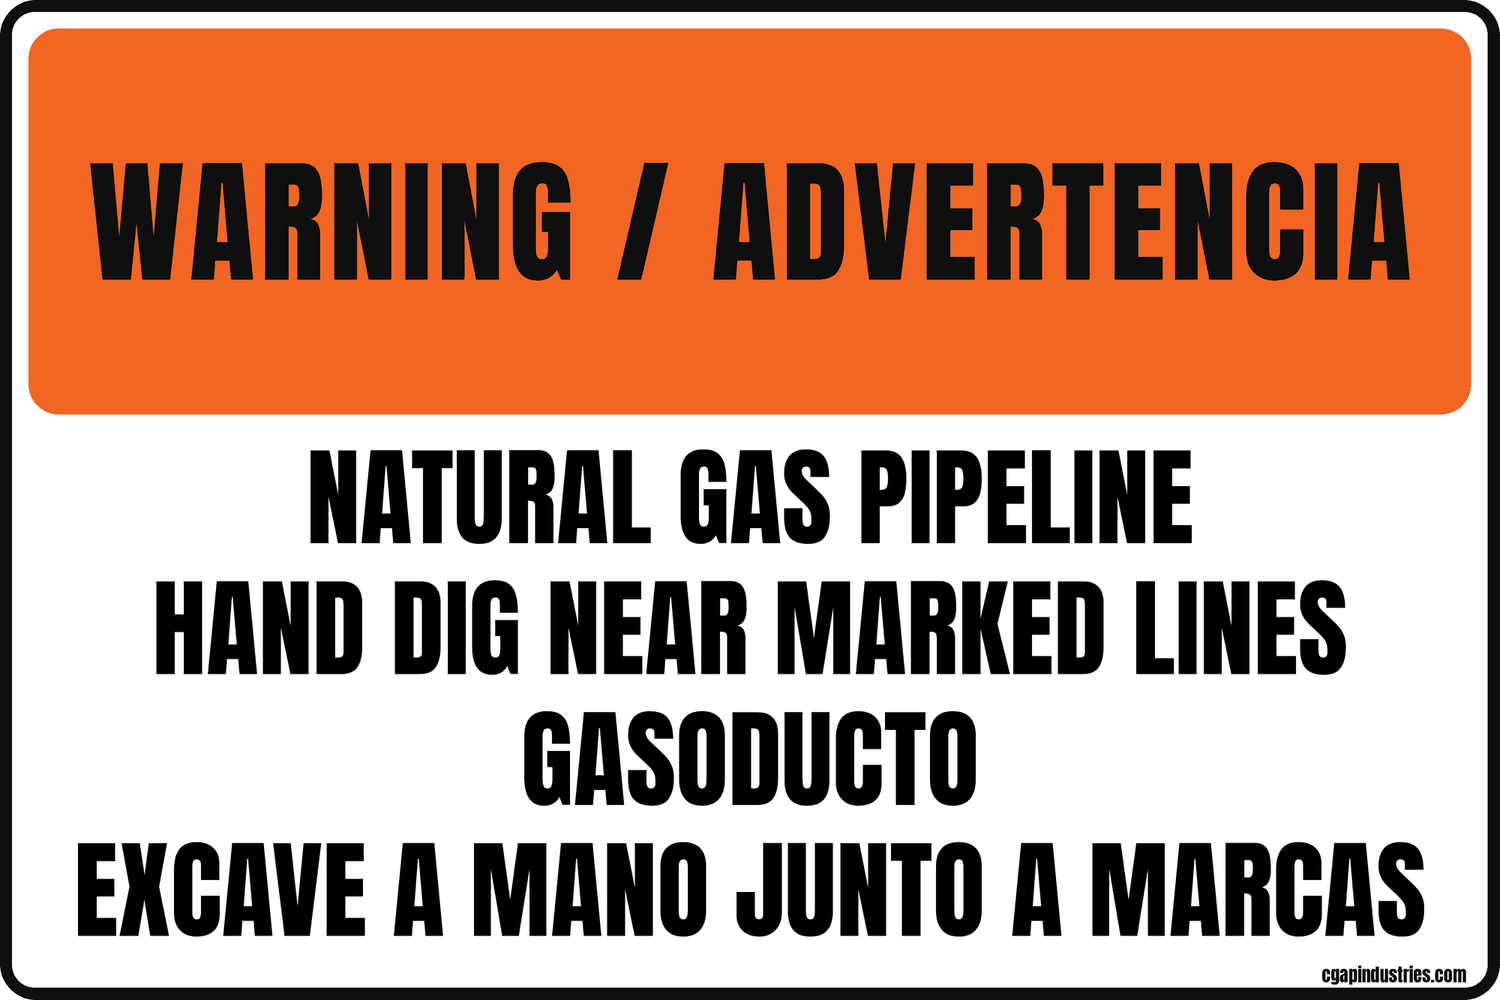 WARNING / ADVERTENCIA
NATURAL GAS PIPELINE
HAND DIG NEAR MARKED LINES
GASODUCTO
EXCAVE A MANO JUNTO A MARCAS
cgapindustries.com